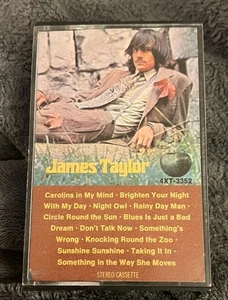 James Taylor
4XT-3352
Carolina in My Mind • Brighten Your Night
With My Day • Night Owl • Rainy Day Man •
Circle Round the Sun • Blues Is Just a Bad
Dream • Don't Talk Now • Something's
Wrong • Knocking Round the Zoo •
Sunshine Sunshine • Taking It In •
Something in the Way She Moves
STEREO CASSETTE